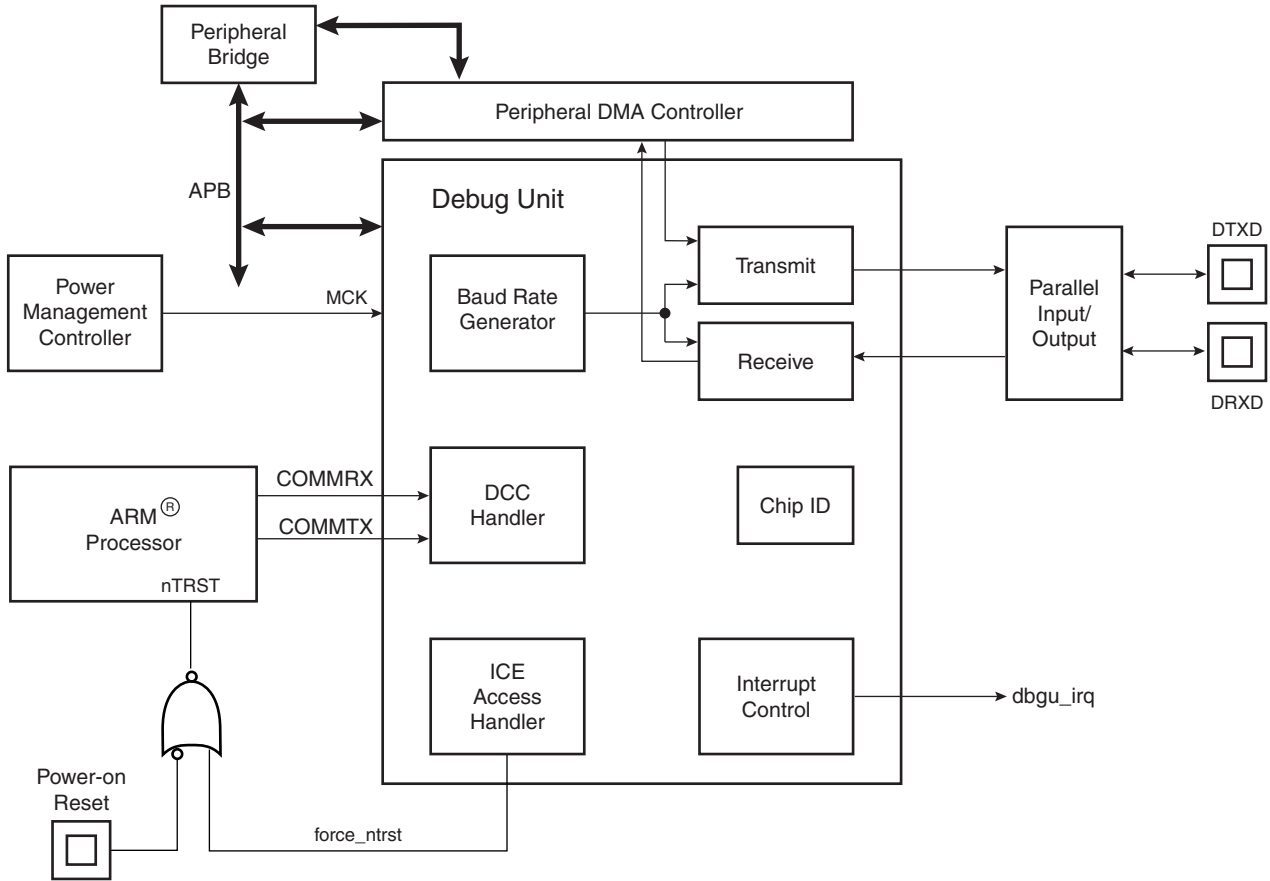 Peripheral
Bridge
Peripheral DMA Controller
APB
Debug Unit
DTXD
Transmit
Power
Management
Controller
MCK
Baud Rate
Generator
Parallel
Input/
Output
Receive
DRXD
COMMRX
COMMTX
ARM®
Processor
nTRST
DCC
Handler
Chip ID
ICE
Access
Handler
Interrupt
Control
dbgu_irq
Power-on
Reset
force_ntrst